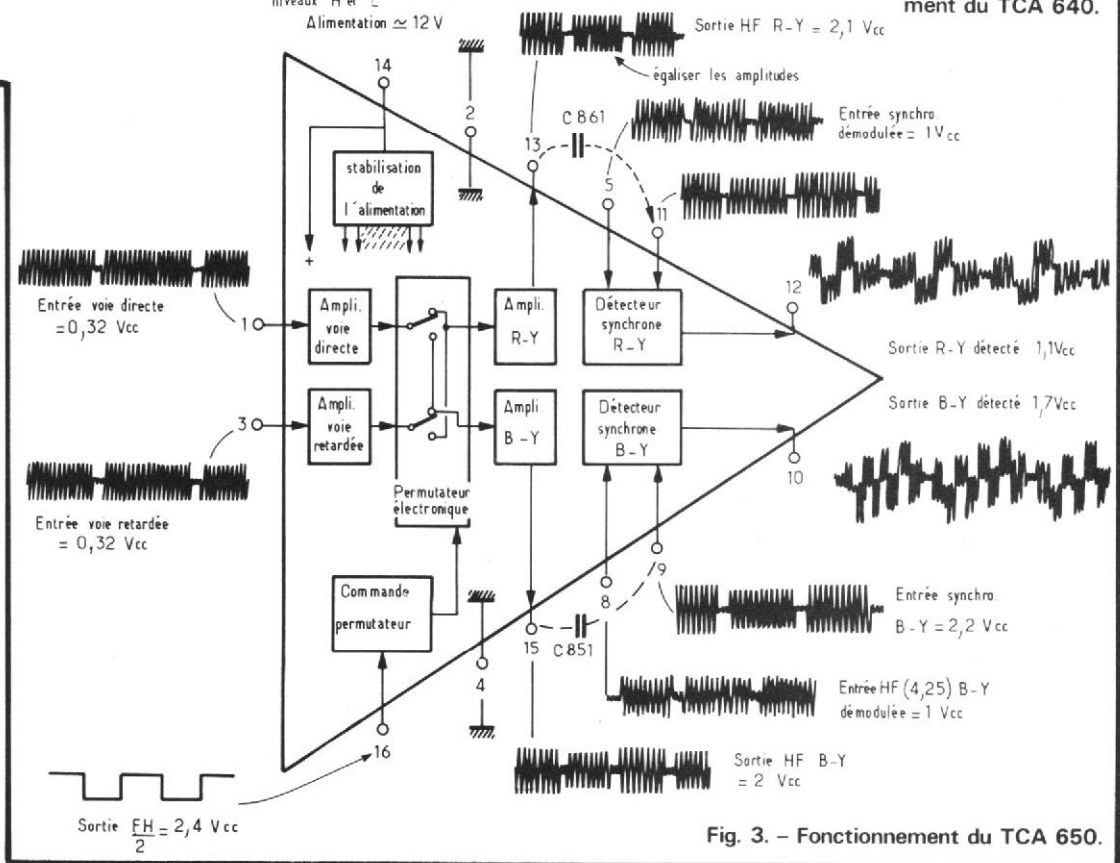 niveaux H et L
ment du TCA 640.
Alimentation ≃ 12 V
Sortie HF R-Y = 2,1 Vcc
14
égaliser les amplitudes
2
C 861
13
Entrée synchro.
démodulée = 1 Vcc
5
stabilisation
de
l'alimentation
11
+
12
Entrée voie directe
= 0,32 Vcc
1
Ampli.
voie
directe
Ampli.
R-Y
Détecteur
synchrone
R-Y
Sortie R-Y détecté 1,1Vcc
Sortie B-Y détecté 1,7Vcc
3
Ampli.
voie
retardée
Ampli.
B-Y
Détecteur
synchrone
B-Y
10
Permutateur
électronique
Entrée voie retardée
= 0,32 Vcc
9
8
Commande
permutateur
Entrée synchro.
B-Y = 2,2 Vcc
15
C851
4
Entrée HF (4,25) B-Y
démodulée = 1 Vcc
16
Sortie HF B-Y
= 2 Vcc
Sortie FH/2 = 2,4 Vcc
Fig. 3. – Fonctionnement du TCA 650.